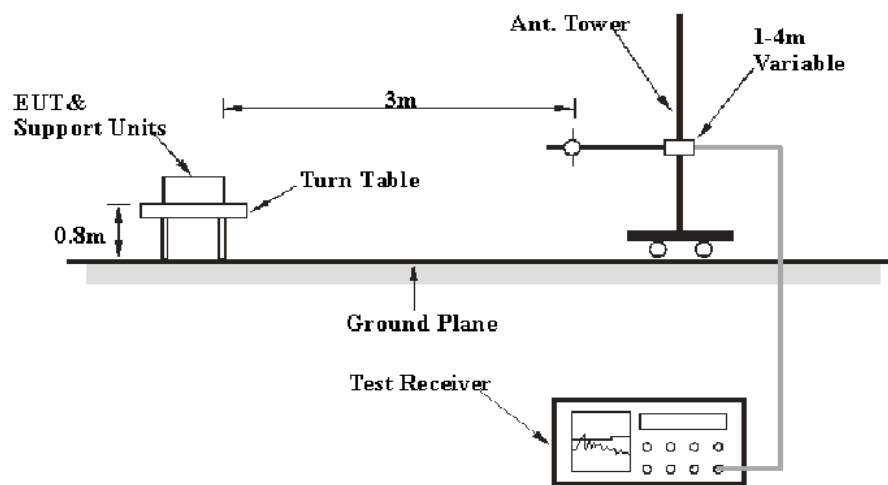 Ant. Tower
1-4m
Variable
3m
EUT&
Support Units
Turn Table
0.8m
Ground Plane
Test Receiver